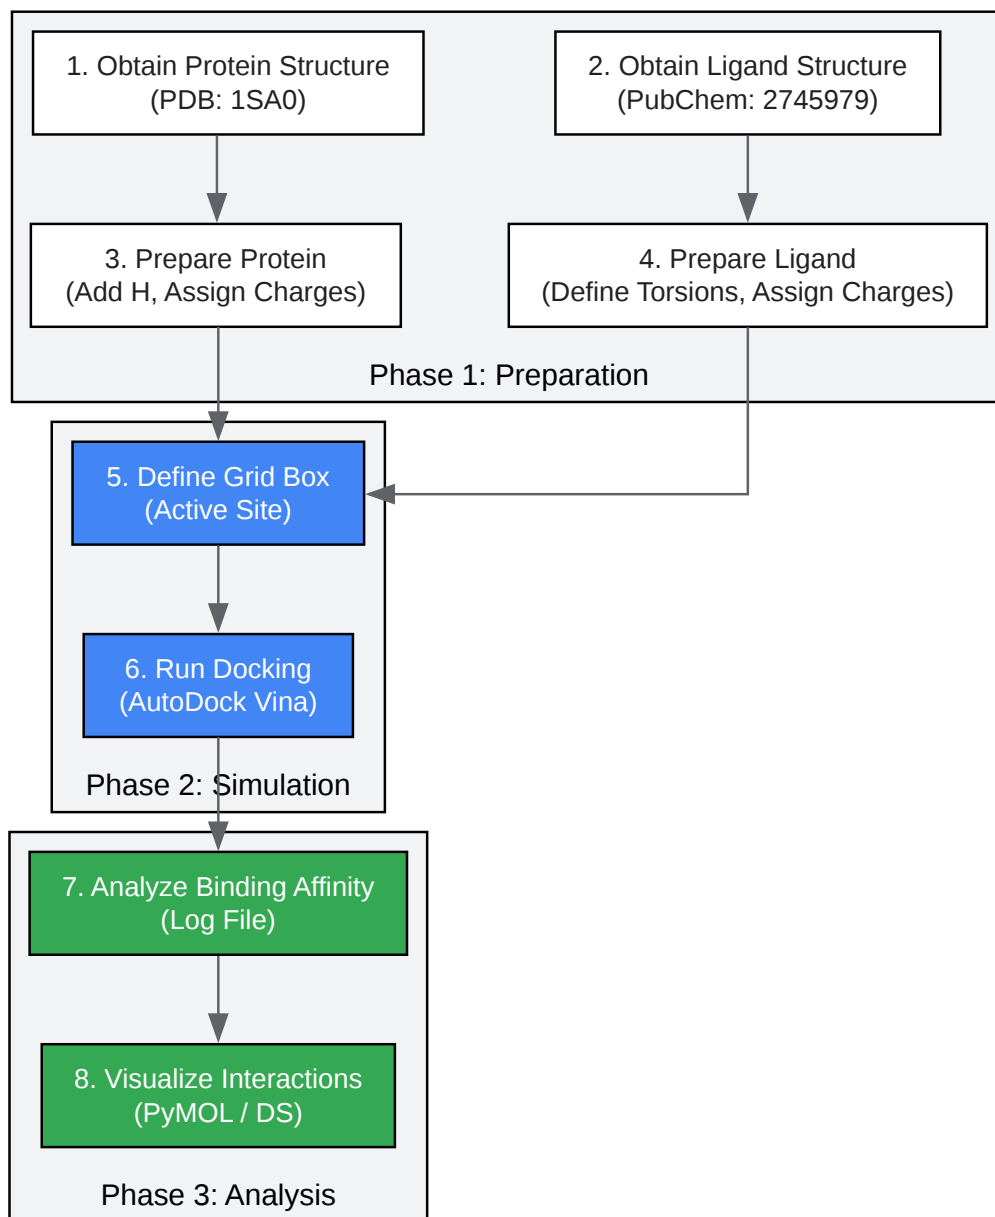 1. Obtain Protein Structure
(PDB: 1SA0)
2. Obtain Ligand Structure
(PubChem: 2745979)
3. Prepare Protein
(Add H, Assign Charges)
4. Prepare Ligand
(Define Torsions, Assign Charges)
Phase 1: Preparation
5. Define Grid Box
(Active Site)
6. Run Docking
(AutoDock Vina)
Phase 2: Simulation
7. Analyze Binding Affinity
(Log File)
8. Visualize Interactions
(PyMOL / DS)
Phase 3: Analysis